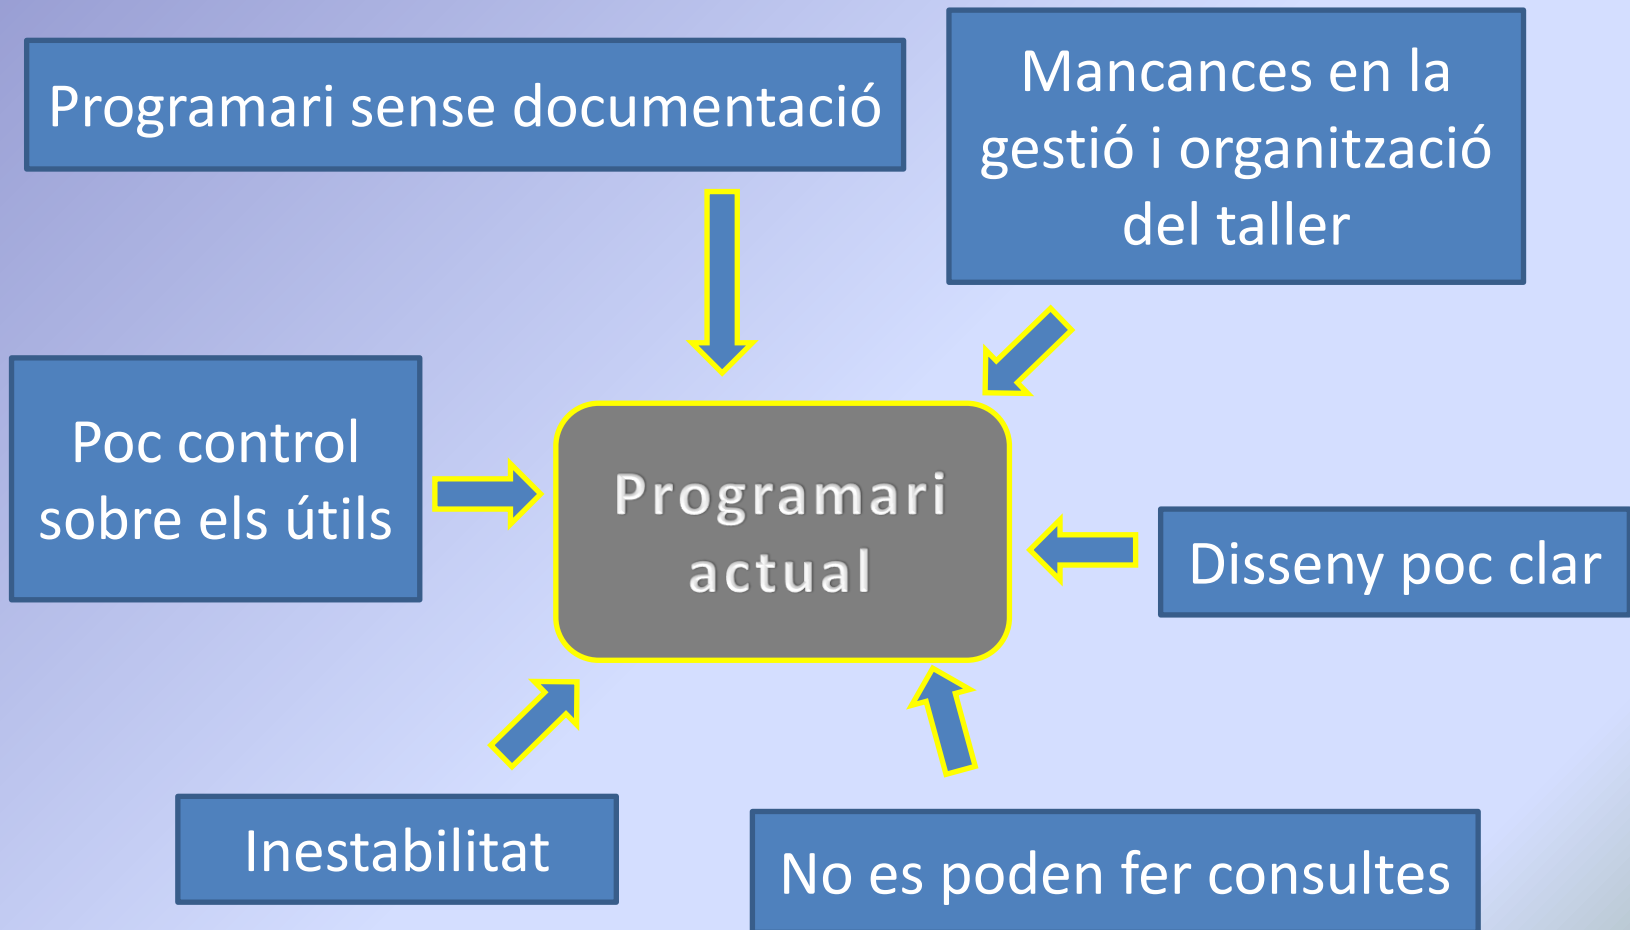 Programari sense documentació
Mancances en la
gestió i organització
del taller
Poc control
sobre els útils
Programari
actual
Disseny poc clar
Inestabilitat
No es poden fer consultes